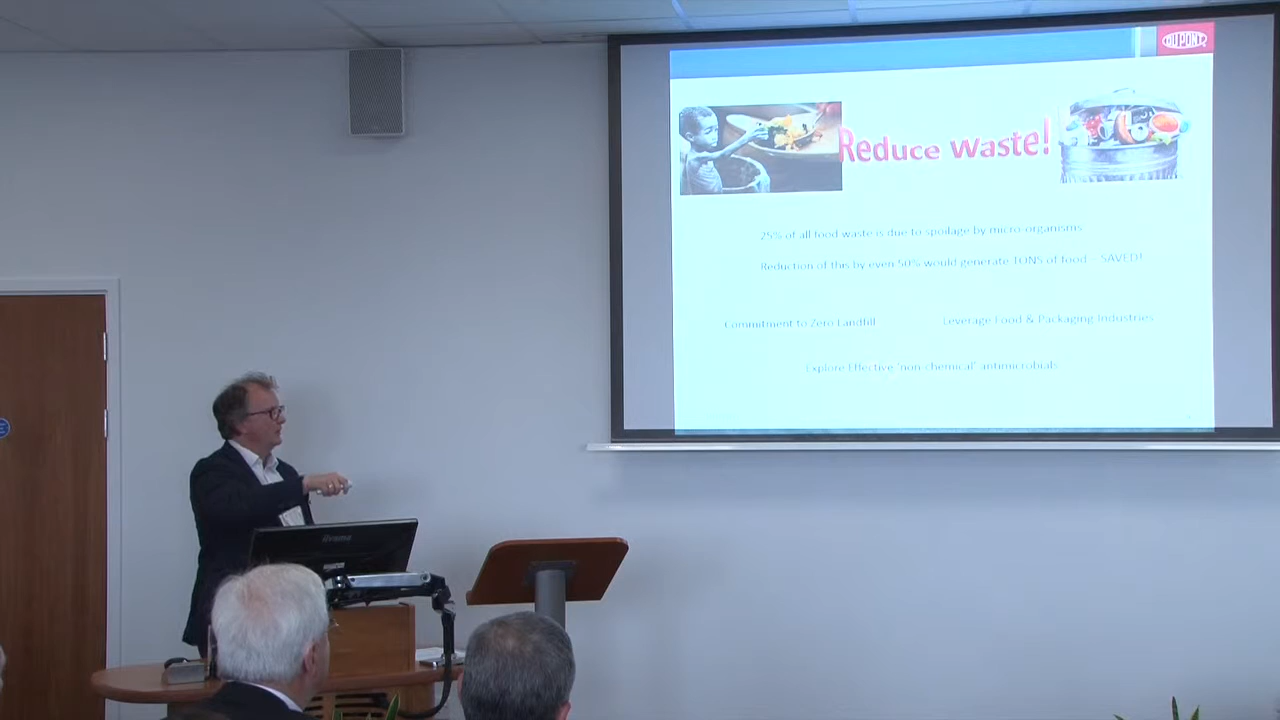 DU PONT
Reduce Waste!
25% of all food waste is due to spoilage by micro-organisms
Reduction of this by even 50% would generate TONS of food – SAVED!
Commitment to Zero Landfill
Leverage Food & Packaging Industries
Explore Effective 'non chemical' antimicrobials
iiyama